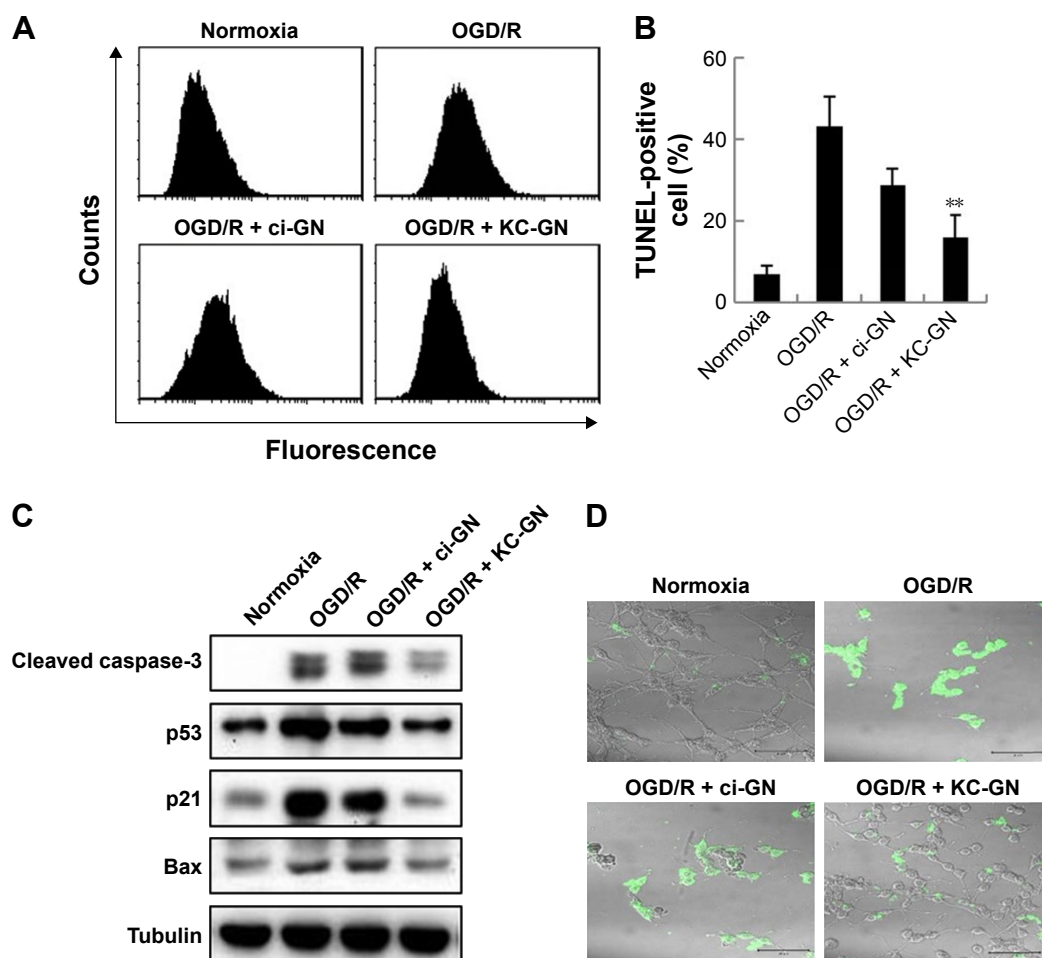 A
Normoxia
OGD/R
OGD/R + ci-GN
OGD/R + KC-GN
Counts
Fluorescence
B
TUNEL-positive
cell (%)
60
40
20
0
**
Normoxia
OGD/R
OGD/R + ci-GN
OGD/R + KC-GN
C
Normoxia
OGD/R
OGD/R + ci-GN
OGD/R + KC-GN
Cleaved caspase-3
p53
p21
Bax
Tubulin
D
Normoxia
OGD/R
OGD/R + ci-GN
OGD/R + KC-GN